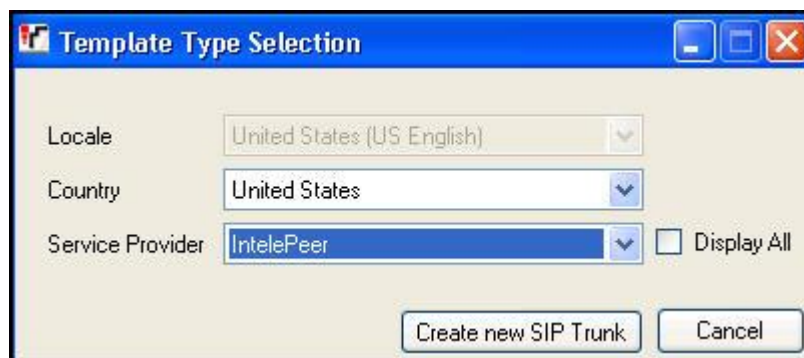 Template Type Selection
Locale United States (US English)
Country United States
Service Provider IntelePeer Display All
Create new SIP Trunk Cancel